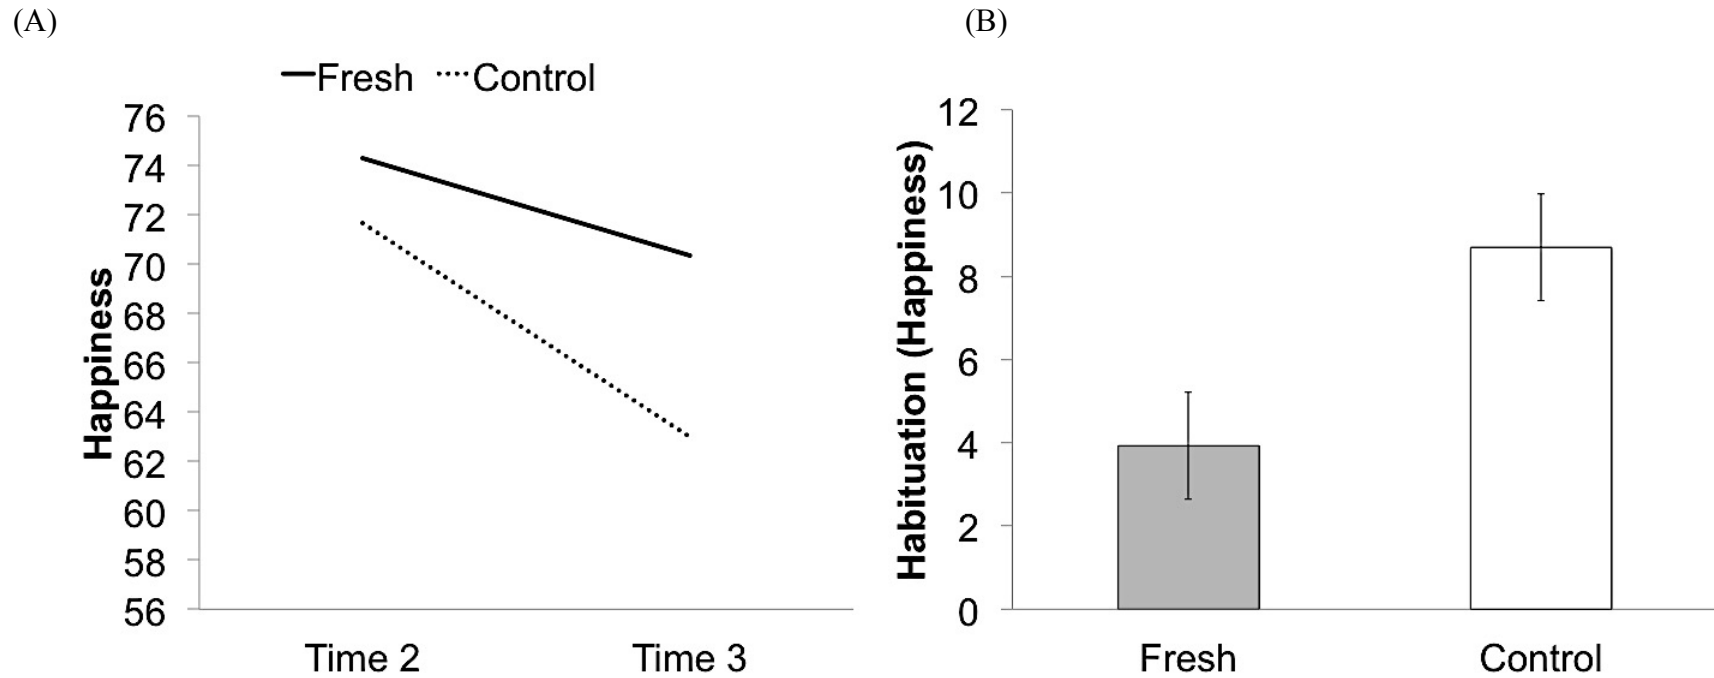 (A)
Fresh Control
76
74
72
70
68
66
64
62
60
58
56
Happiness
Time 2 Time 3
(B)
12
10
8
6
4
2
0
Habituation (Happiness)
Fresh Control